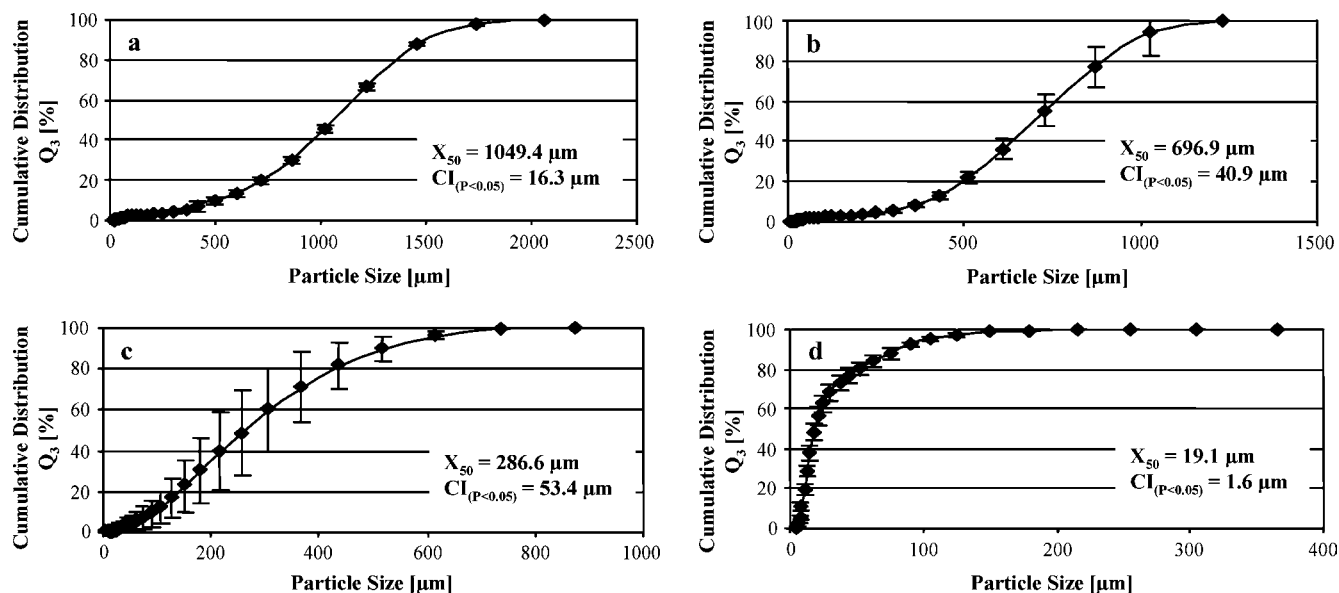 a
Cumulative Distribution
Q3 [%]
100
80
60
40
20
0
X50 = 1049.4 µm
CI(P<0.05) = 16.3 µm
0 500 1000 1500 2000 2500
Particle Size [µm]
b
Cumulative Distribution
Q3 [%]
100
80
60
40
20
0
X50 = 696.9 µm
CI(P<0.05) = 40.9 µm
0 500 1000 1500
Particle Size [µm]
c
Cumulative Distribution
Q3 [%]
100
80
60
40
20
0
X50 = 286.6 µm
CI(P<0.05) = 53.4 µm
0 200 400 600 800 1000
Particle Size [µm]
d
Cumulative Distribution
Q3 [%]
100
80
60
40
20
0
X50 = 19.1 µm
CI(P<0.05) = 1.6 µm
0 100 200 300 400
Particle Size [µm]